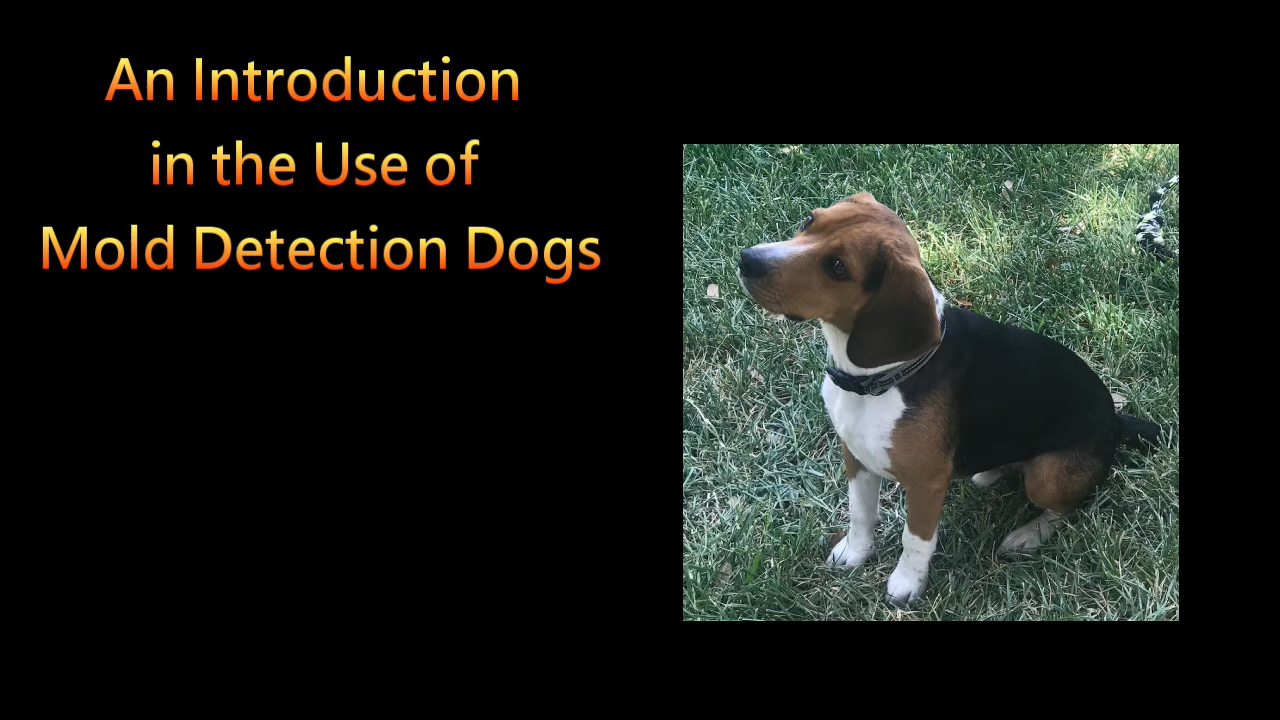 An Introduction
in the Use of
Mold Detection Dogs